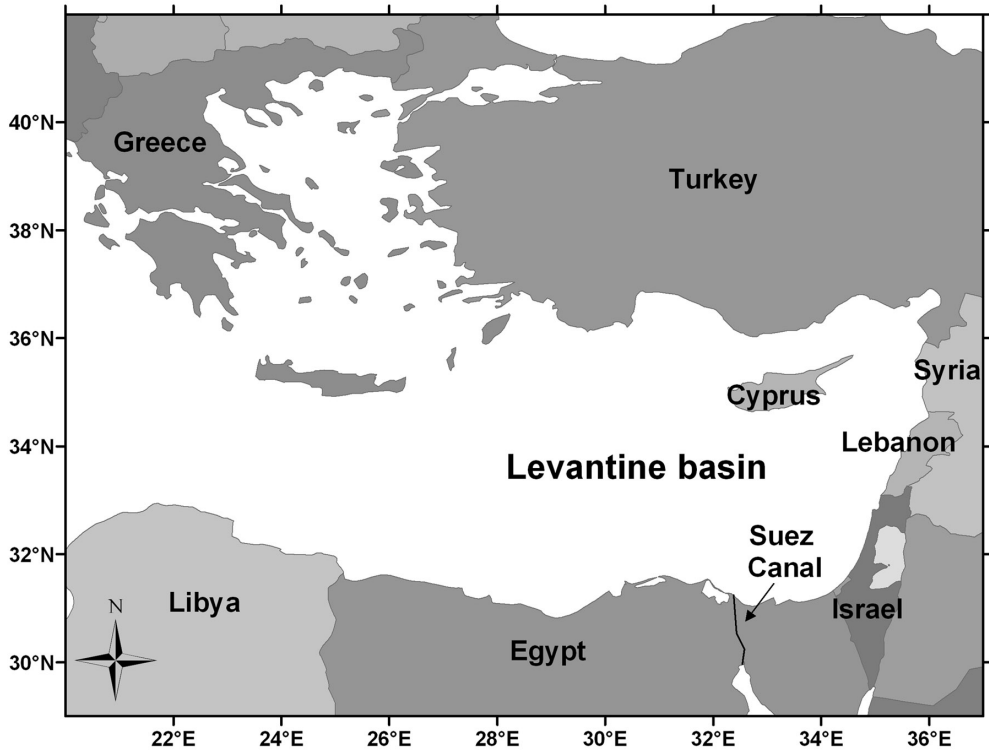 40°N
38°N
36°N
34°N
32°N
30°N
Greece
Turkey
Syria
Cyprus
Lebanon
Levantine basin
Suez
Canal
Libya
Israel
Egypt
N
22°E
24°E
26°E
28°E
30°E
32°E
34°E
36°E